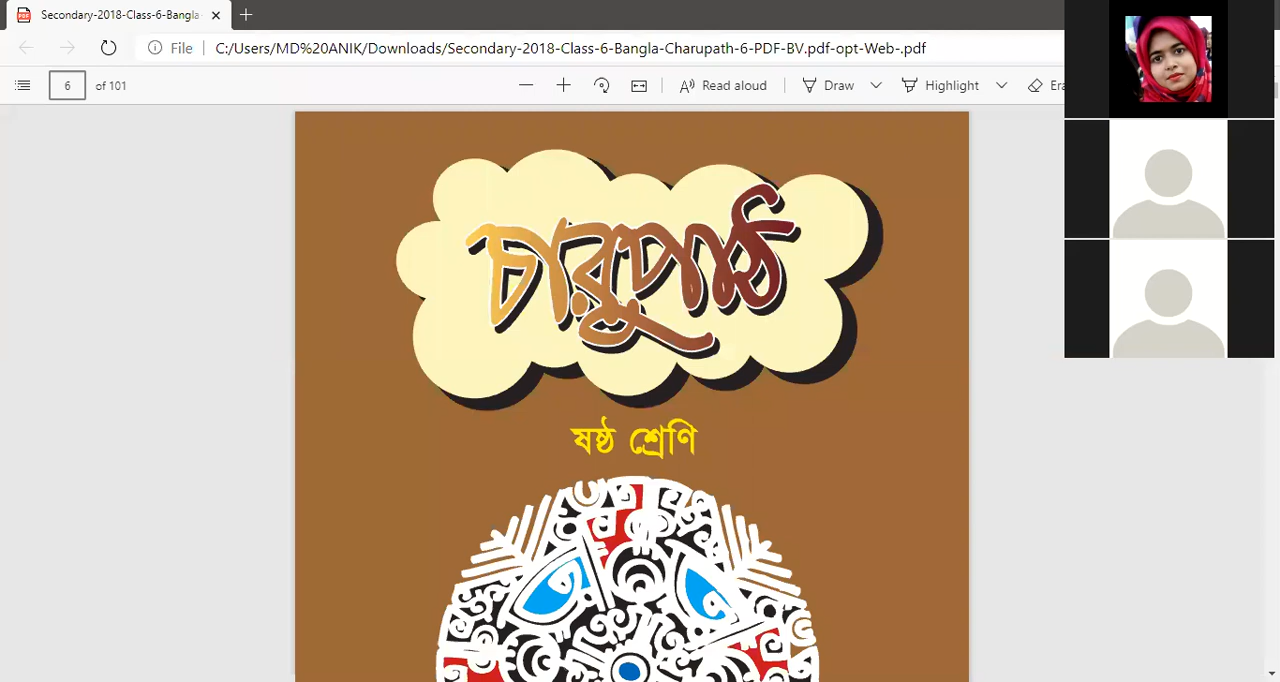 Secondary-2018-Class-6-Bangla-
File C:/Users/MD%20ANIK/Downloads/Secondary-2018-Class-6-Bangla-Charupath-6-PDF-BV.pdf-opt-Web-.pdf
6 of 101 Read aloud Draw Highlight Era
চারুপাঠ
ষষ্ঠ শ্রেণি